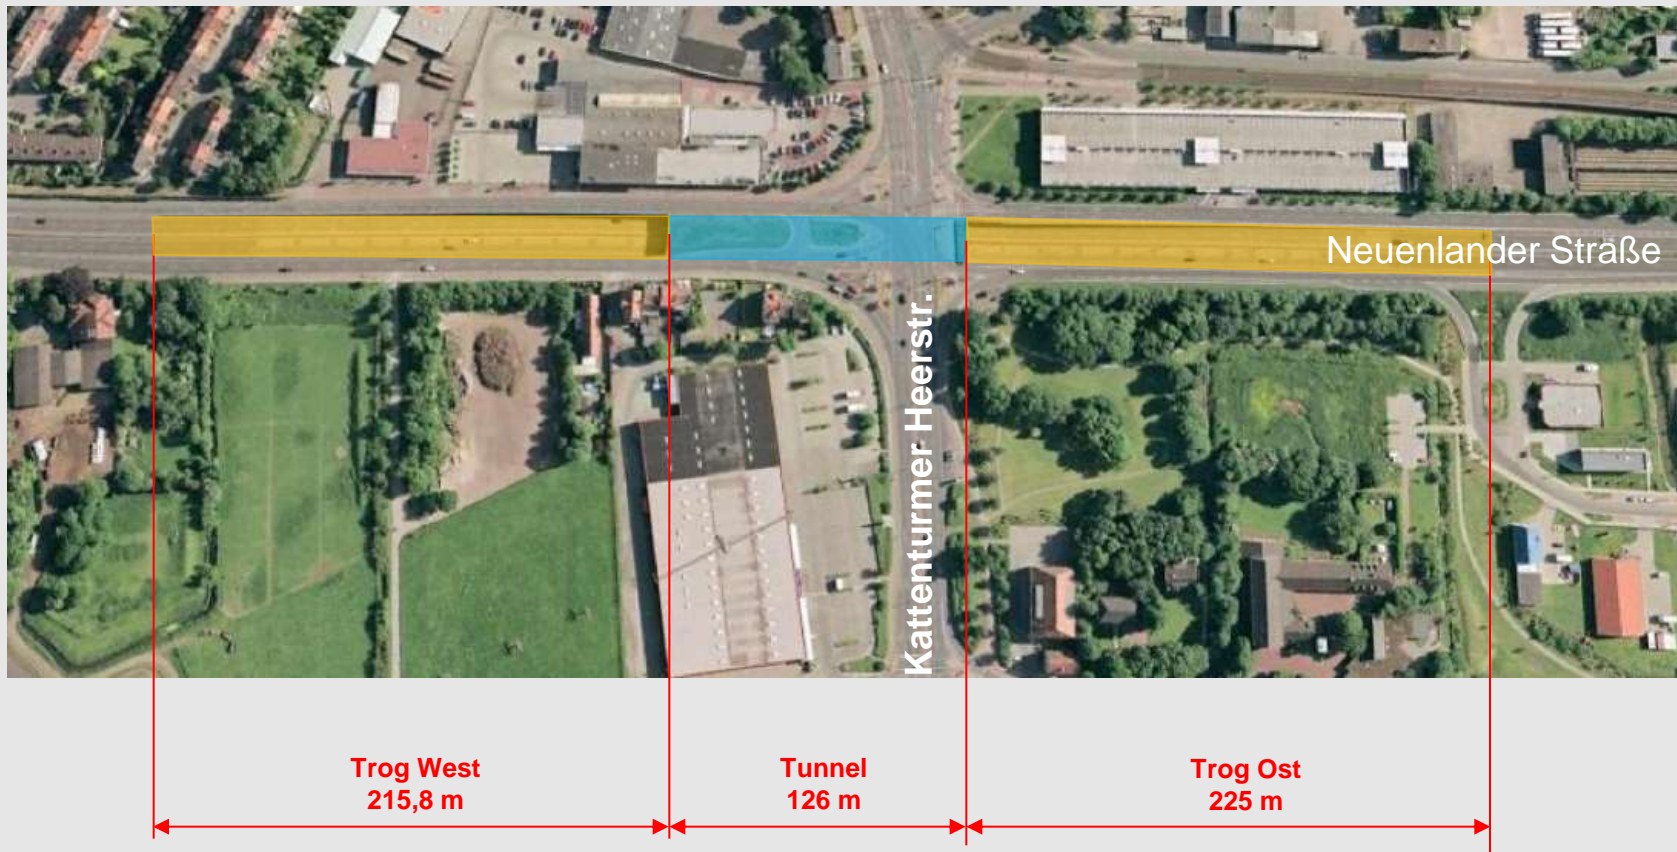 Neuenlander Straße
Kattenturmer Heerstr.
Trog West
215,8 m
Tunnel
126 m
Trog Ost
225 m